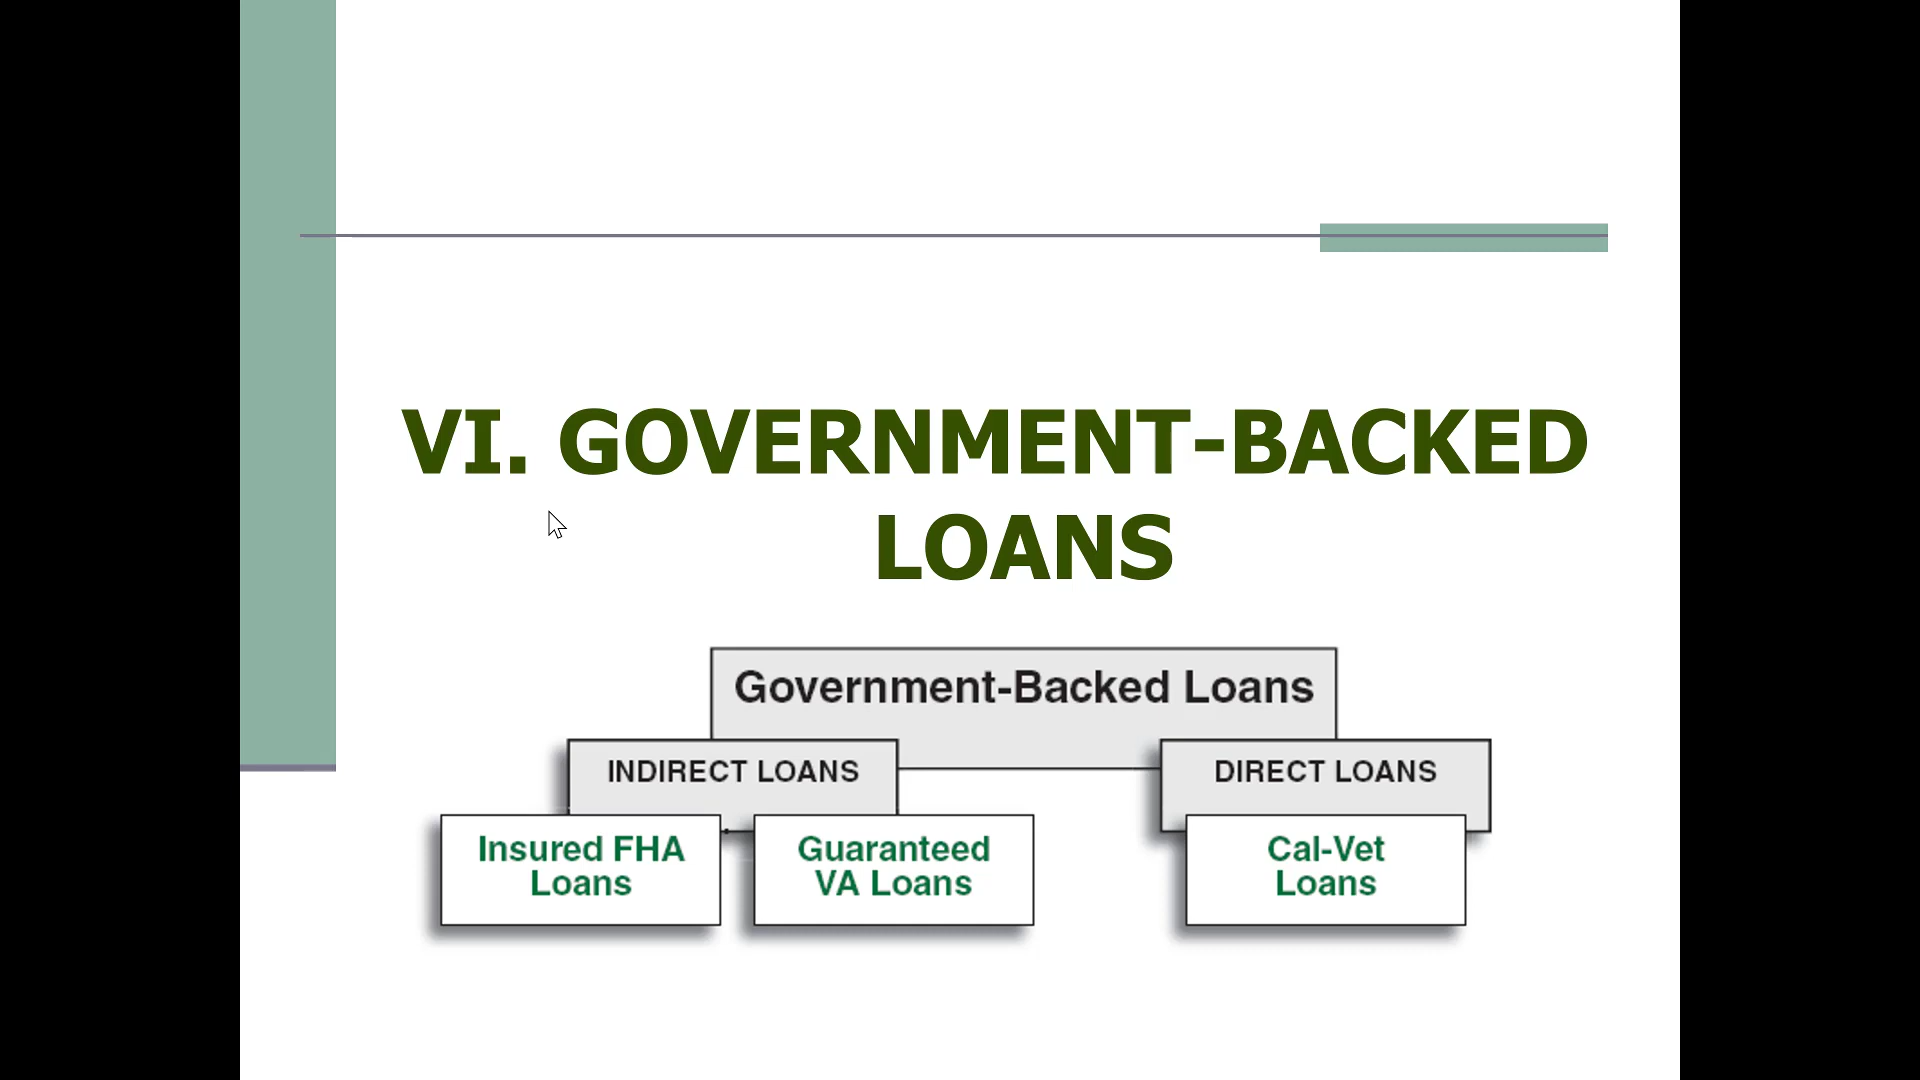 VI. GOVERNMENT-BACKED
LOANS
Government-Backed Loans
INDIRECT LOANS
DIRECT LOANS
Insured FHA
Loans
Guaranteed
VA Loans
Cal-Vet
Loans